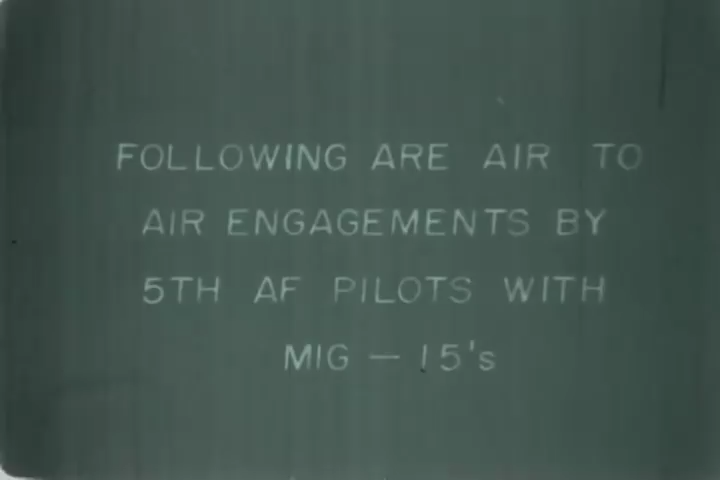 FOLLOWING ARE AIR TO
AIR ENGAGEMENTS BY
5TH AF PILOTS WITH
MIG — 15's